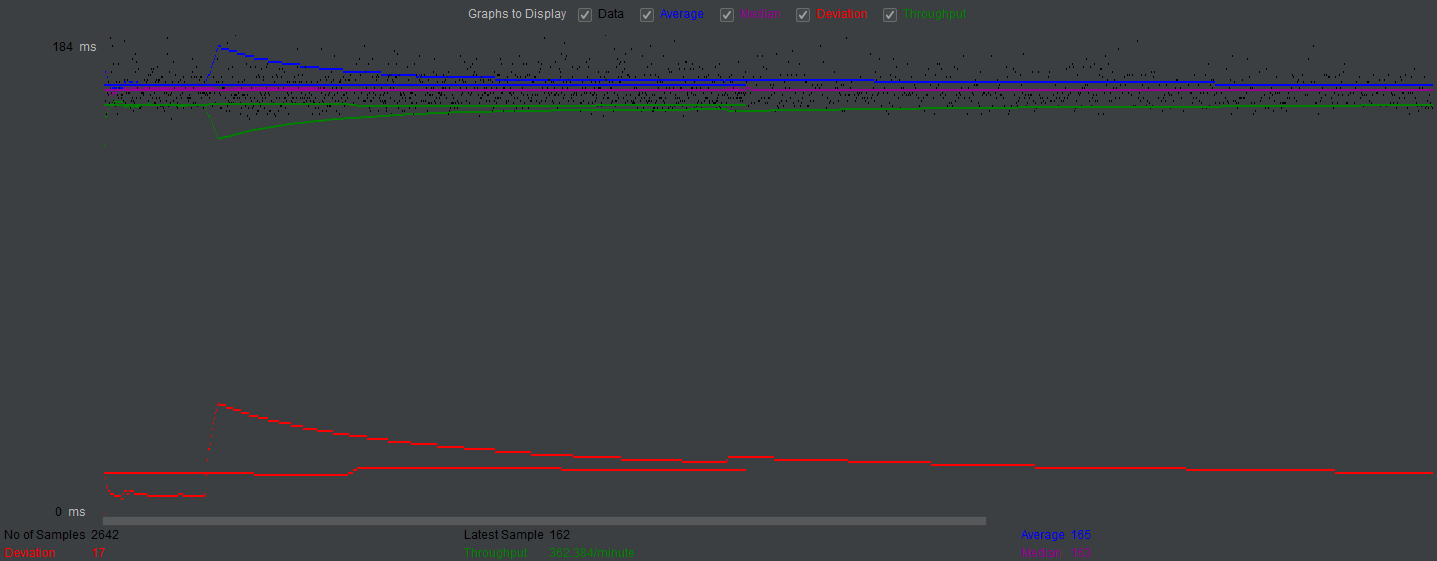 Graphs to Display Data Average Median Deviation Throughput
184 ms
0 ms
No of Samples 2642 Latest Sample 162 Average 165
Deviation 17 Throughput 362.384/minute Median